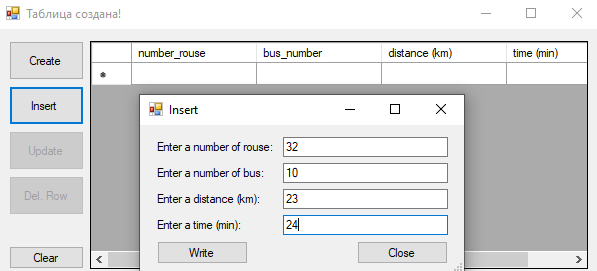 Таблица создана!
Create
Insert
Update
Del. Row
Clear
number_rouse bus_number distance (km) time (min)
Insert
Enter a number of rouse: 32
Enter a number of bus: 10
Enter a distance (km): 23
Enter a time (min): 24
Write Close